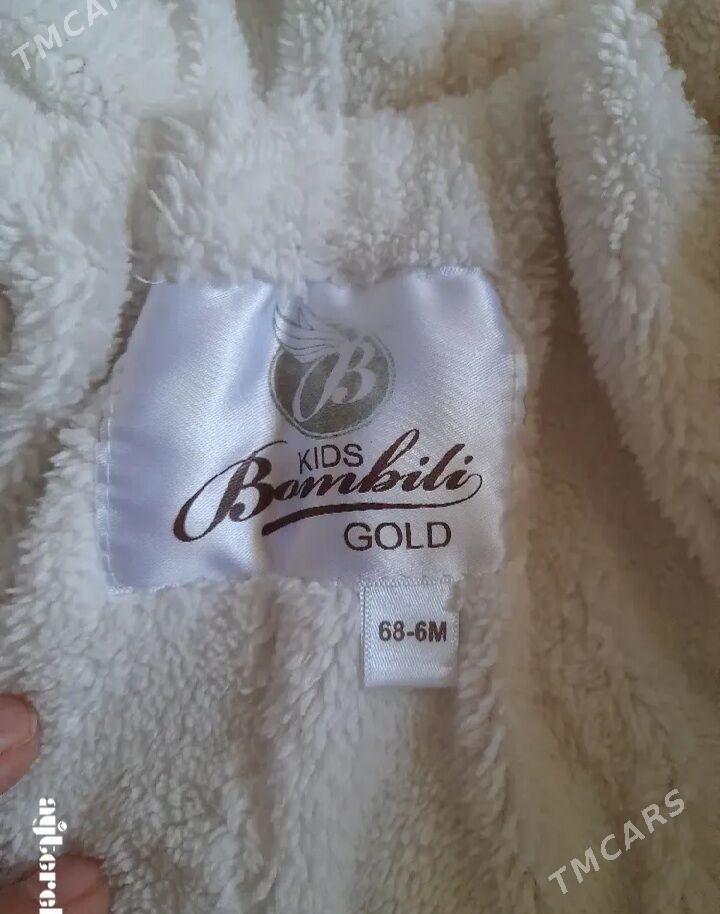 TMCARS
B
KIDS
Bombili
GOLD
68-6M
TMCARS